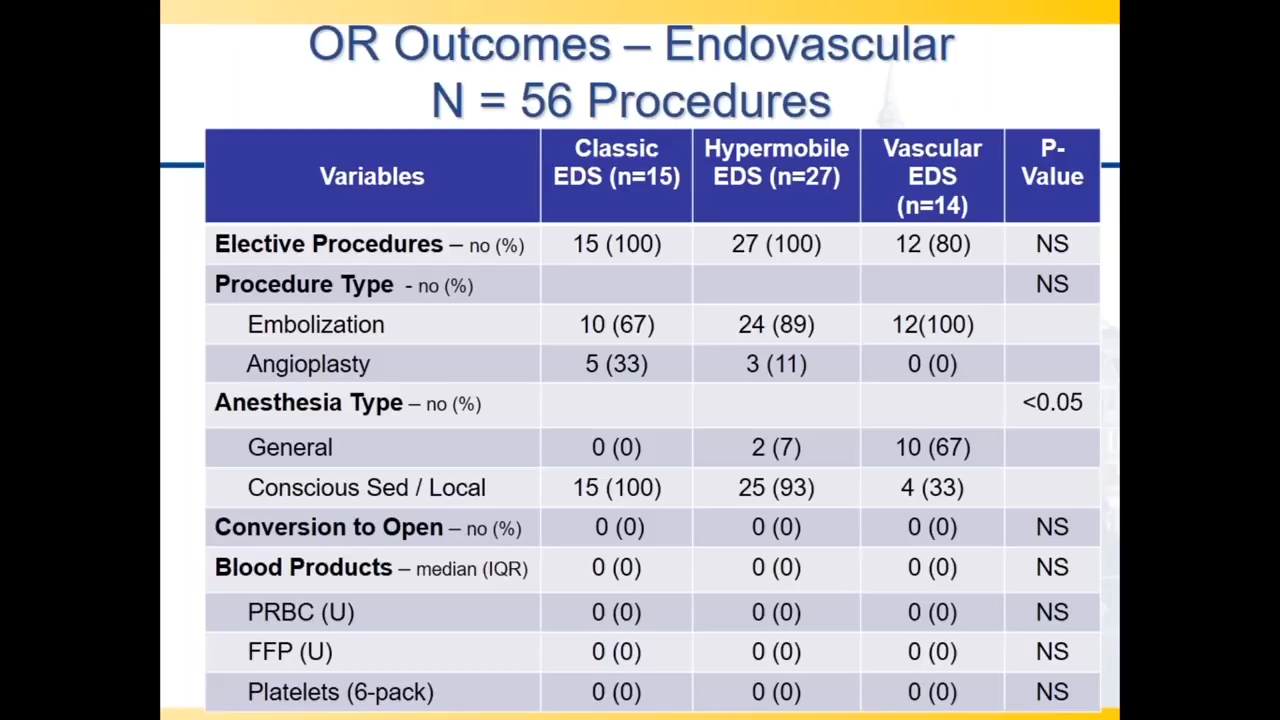 OR Outcomes – Endovascular
N = 56 Procedures
Variables Classic EDS (n=15) Hypermobile EDS (n=27) Vascular EDS (n=14) P-Value
Elective Procedures – no (%) 15 (100) 27 (100) 12 (80) NS
Procedure Type - no (%) NS
Embolization 10 (67) 24 (89) 12(100)
Angioplasty 5 (33) 3 (11) 0 (0)
Anesthesia Type – no (%) <0.05
General 0 (0) 2 (7) 10 (67)
Conscious Sed / Local 15 (100) 25 (93) 4 (33)
Conversion to Open – no (%) 0 (0) 0 (0) 0 (0) NS
Blood Products – median (IQR) 0 (0) 0 (0) 0 (0) NS
PRBC (U) 0 (0) 0 (0) 0 (0) NS
FFP (U) 0 (0) 0 (0) 0 (0) NS
Platelets (6-pack) 0 (0) 0 (0) 0 (0) NS